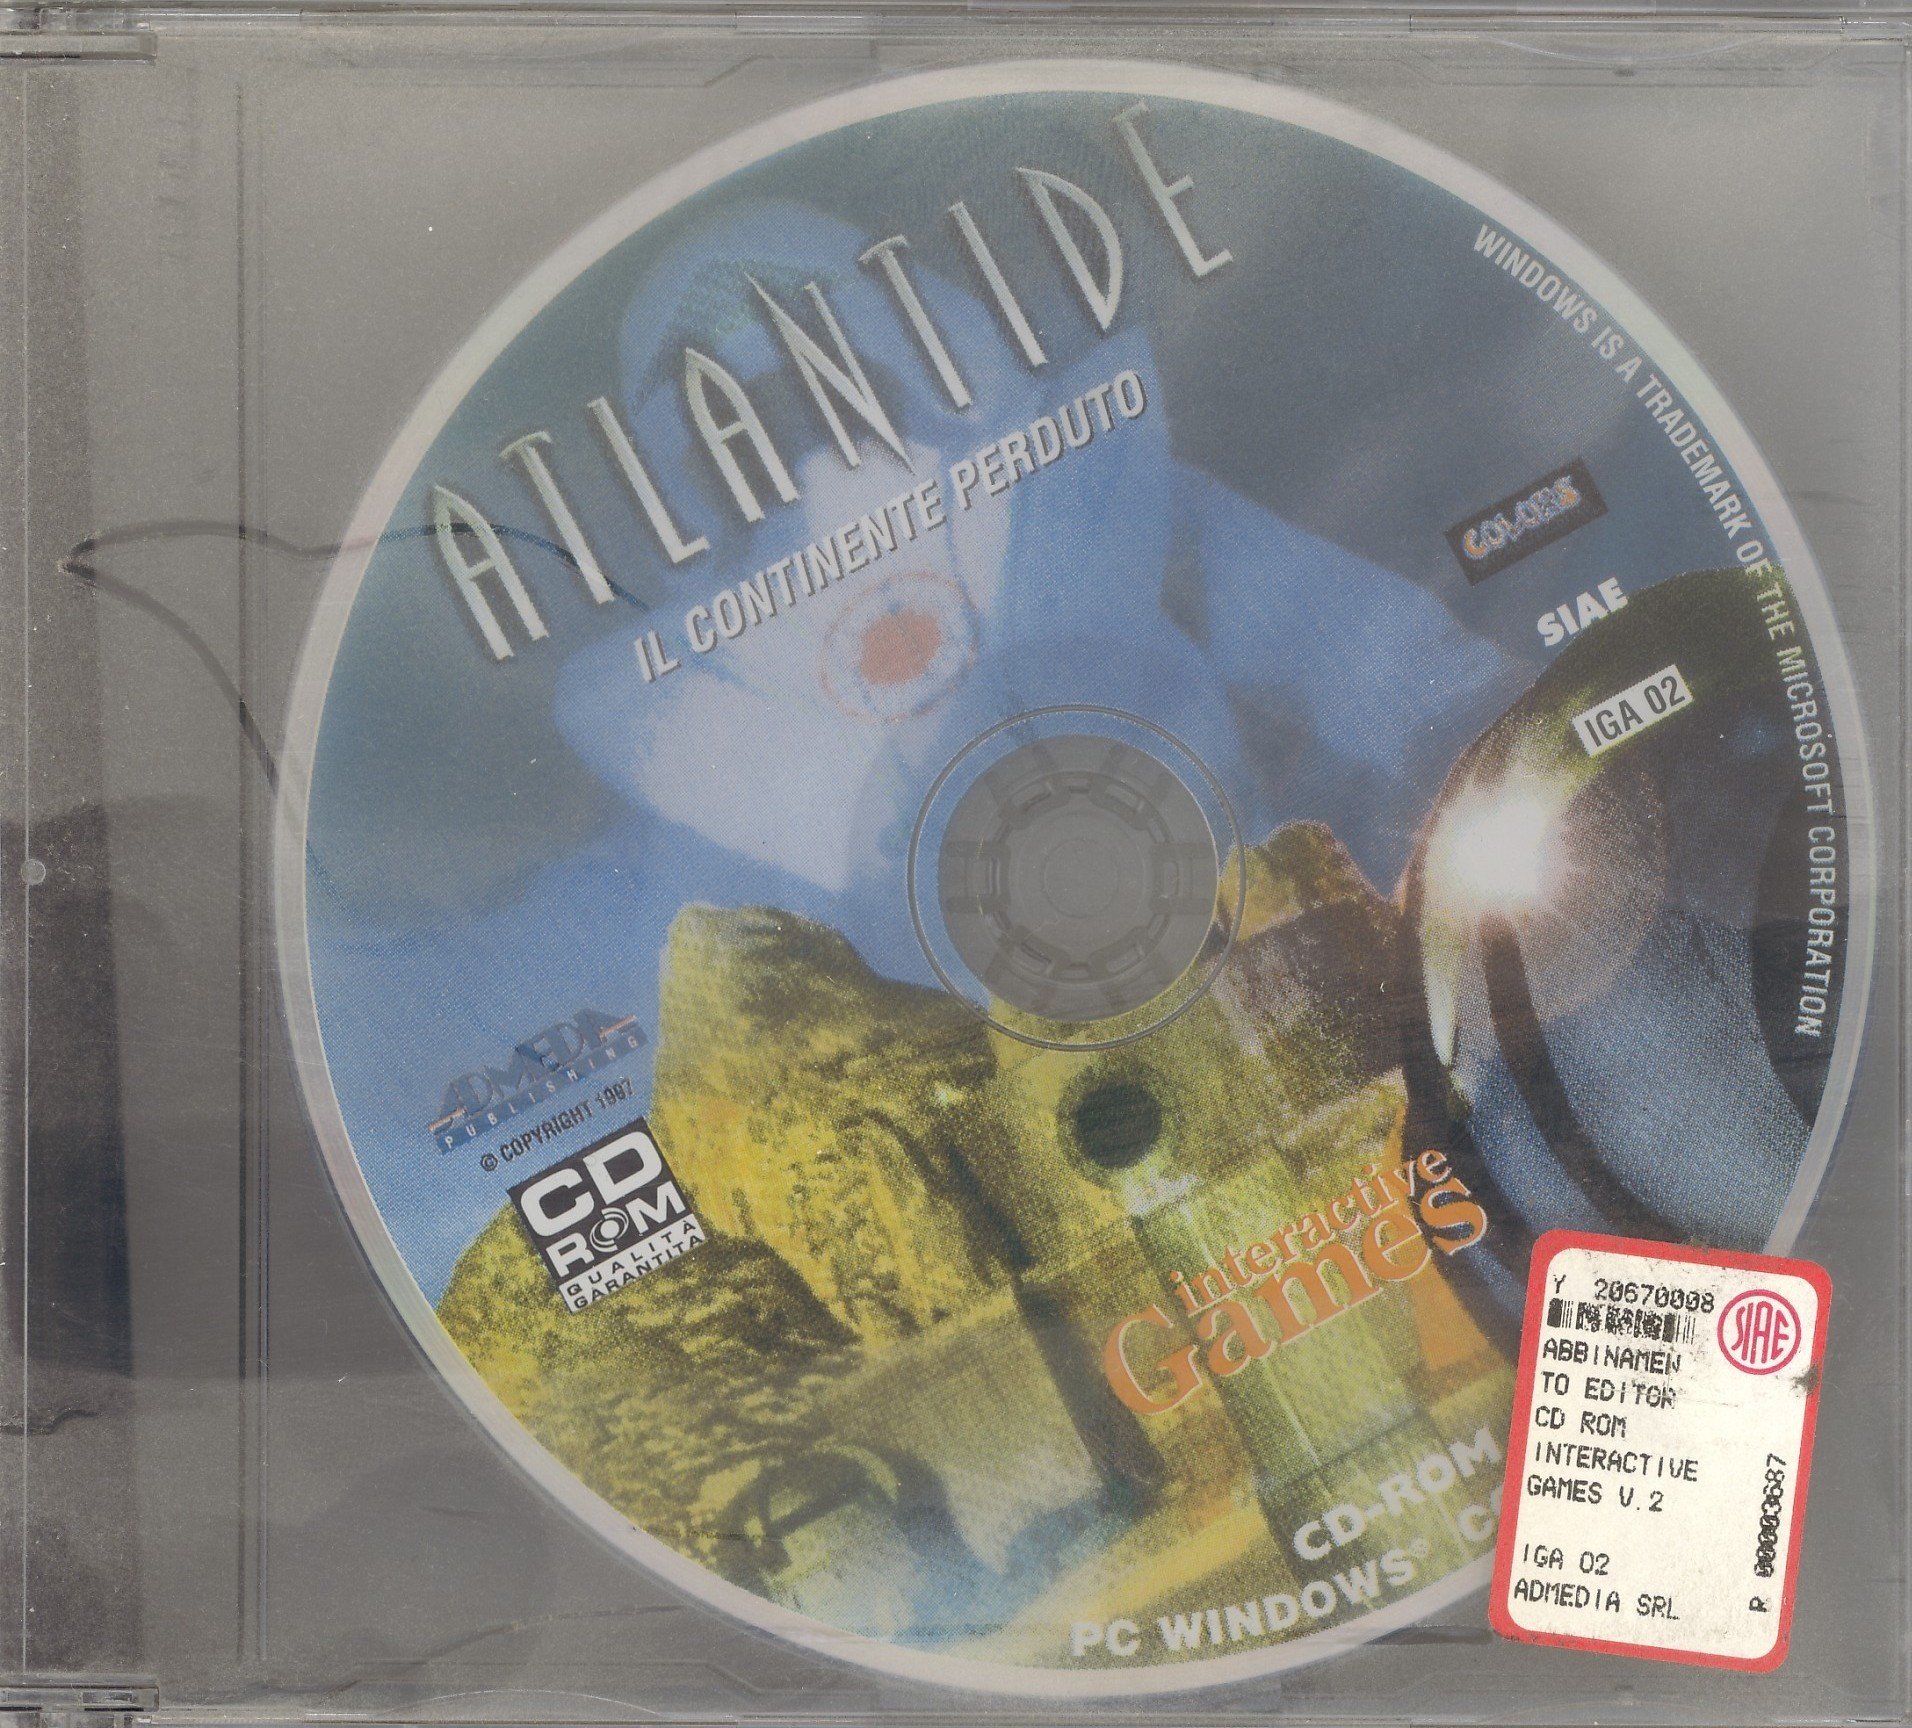 ATLANTIDE
IL CONTINENTE PERDUTO
WINDOWS IS A TRADEMARK OF THE MICROSOFT CORPORATION
COLORS
SIAE
IGA 02
ADMEDIA
PUBLISHING
© COPYRIGHT 1997
CD
ROM
QUALITÀ
GARANTITA
interactive
Games
CD-ROM
PC WINDOWS®
Y 20670008
SIAE
ABBINAMEN
TO EDITOR
CD ROM
INTERACTIVE
GAMES V.2
IGA 02
ADMEDIA SRL